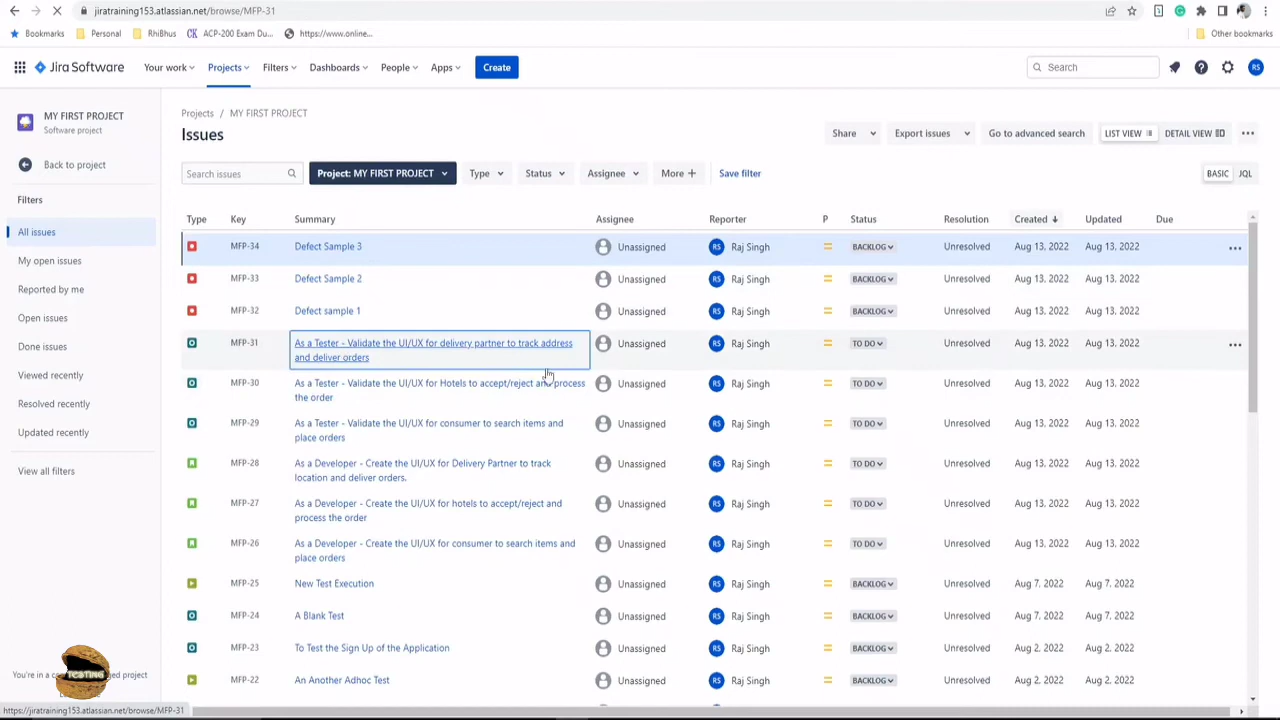 jiratraining153.atlassian.net/browse/MFP-31
Bookmarks Personal RhiBhus ACP-200 Exam Du... https://www.online... Other bookmarks
Jira Software Your work Projects Filters Dashboards People Apps Create Search RS
MY FIRST PROJECT
Software project
Back to project
Filters
All issues
My open issues
Reported by me
Open issues
Done issues
Viewed recently
Resolved recently
Updated recently
View all filters
You're in a
project
TESTING
Projects / MY FIRST PROJECT
Issues
Share Export issues Go to advanced search LIST VIEW DETAIL VIEW
Search issues Project: MY FIRST PROJECT Type Status Assignee More + Save filter BASIC JQL
Type Key Summary Assignee Reporter P Status Resolution Created Updated Due
MFP-34 Defect Sample 3 Unassigned RS Raj Singh BACKLOG Unresolved Aug 13, 2022 Aug 13, 2022
MFP-33 Defect Sample 2 Unassigned RS Raj Singh BACKLOG Unresolved Aug 13, 2022 Aug 13, 2022
MFP-32 Defect sample 1 Unassigned RS Raj Singh BACKLOG Unresolved Aug 13, 2022 Aug 13, 2022
MFP-31 As a Tester - Validate the UI/UX for delivery partner to track address Unassigned RS Raj Singh TO DO Unresolved Aug 13, 2022 Aug 13, 2022
and deliver orders
MFP-30 As a Tester - Validate the UI/UX for Hotels to accept/reject and process Unassigned RS Raj Singh TO DO Unresolved Aug 13, 2022 Aug 13, 2022
the order
MFP-29 As a Tester - Validate the UI/UX for consumer to search items and Unassigned RS Raj Singh TO DO Unresolved Aug 13, 2022 Aug 13, 2022
place orders
MFP-28 As a Developer - Create the UI/UX for Delivery Partner to track Unassigned RS Raj Singh TO DO Unresolved Aug 13, 2022 Aug 13, 2022
location and deliver orders.
MFP-27 As a Developer - Create the UI/UX for hotels to accept/reject and Unassigned RS Raj Singh TO DO Unresolved Aug 13, 2022 Aug 13, 2022
process the order
MFP-26 As a Developer - Create the UI/UX for consumer to search items and Unassigned RS Raj Singh TO DO Unresolved Aug 13, 2022 Aug 13, 2022
place orders
MFP-25 New Test Execution Unassigned RS Raj Singh BACKLOG Unresolved Aug 7, 2022 Aug 7, 2022
MFP-24 A Blank Test Unassigned RS Raj Singh BACKLOG Unresolved Aug 7, 2022 Aug 7, 2022
MFP-23 To Test the Sign Up of the Application Unassigned RS Raj Singh BACKLOG Unresolved Aug 2, 2022 Aug 2, 2022
MFP-22 An Another Adhoc Test Unassigned RS Raj Singh BACKLOG Unresolved Aug 2, 2022 Aug 2, 2022
https://jiratraining153.atlassian.net/browse/MFP-31